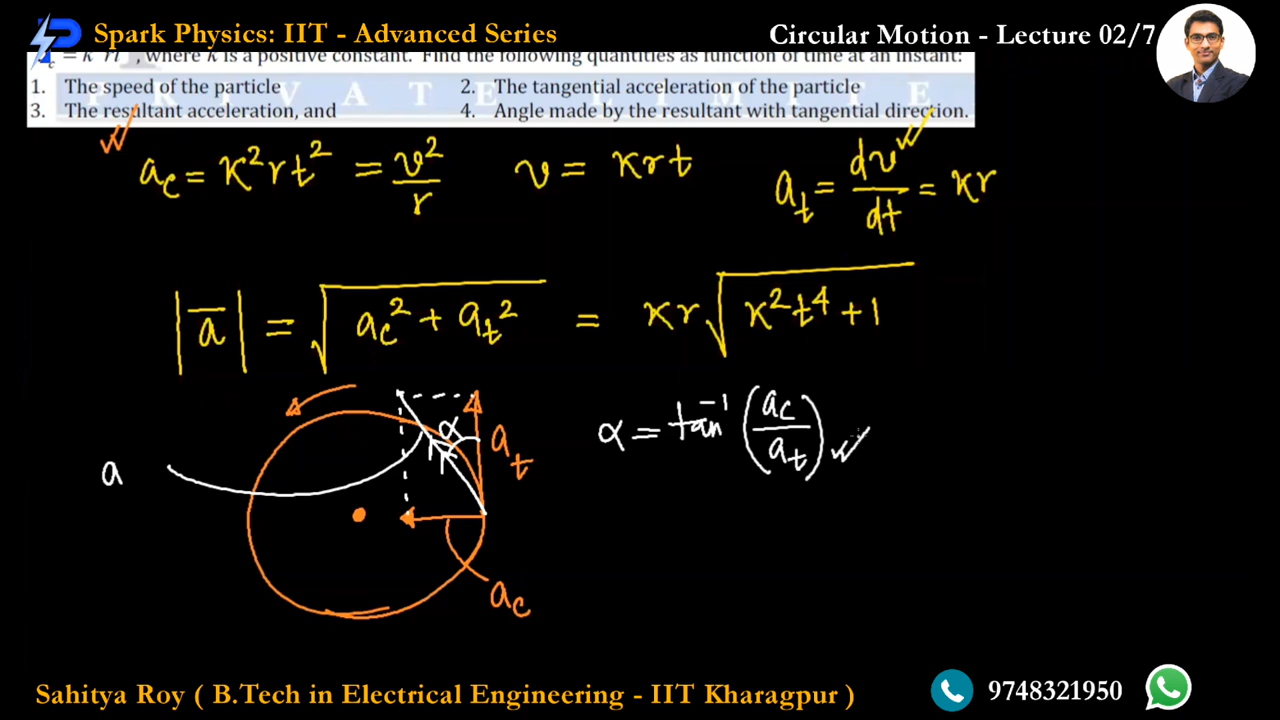 Spark Physics: IIT - Advanced Series
Circular Motion - Lecture 02/7
, where k is a positive constant. Find the following quantities as function of time at an instant:
1. The speed of the particle 2. The tangential acceleration of the particle
3. The resultant acceleration, and 4. Angle made by the resultant with tangential direction.
a_c = K²rt² = v²/r v = Krt a_t = dv/dt = Kr
|a̅| = √(a_c² + a_t²) = Kr√(K²t⁴ + 1)
α a_t α = tan⁻¹(a_c/a_t)
a
a_c
Sahitya Roy ( B.Tech in Electrical Engineering - IIT Kharagpur )
9748321950